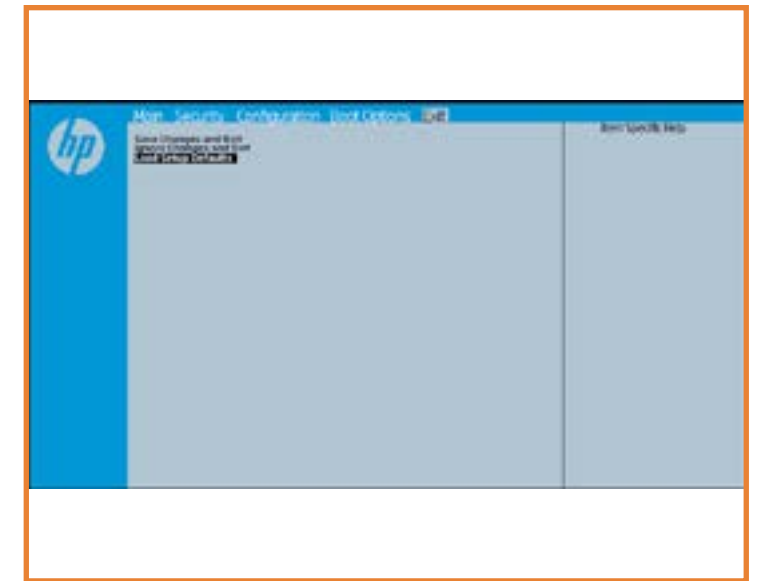 hp
Main Security Configuration Boot Options Exit
Item Specific Help
Save Changes and Exit
Ignore Changes and Exit
Load Setup Defaults